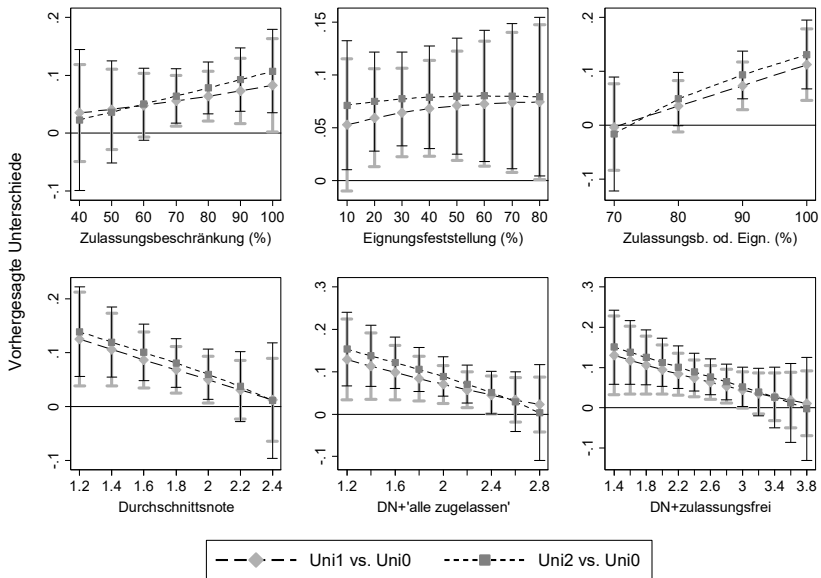 Vorhergesagte Unterschiede
.2
.1
0
-.1
40 50 60 70 80 90 100
Zulassungsbeschränkung (%)
.15
.1
.05
0
10 20 30 40 50 60 70 80
Eignungsfeststellung (%)
.2
.1
0
-.1
70 80 90 100
Zulassungsb. od. Eign. (%)
.2
.1
0
-.1
1.2 1.4 1.6 1.8 2 2.2 2.4
Durchschnittsnote
.3
.2
.1
0
-.1
1.2 1.6 2 2.4 2.8
DN+'alle zugelassen'
.3
.2
.1
0
-.1
1.4 1.8 2.2 2.6 3 3.4 3.8
DN+zulassungsfrei
Uni1 vs. Uni0 Uni2 vs. Uni0